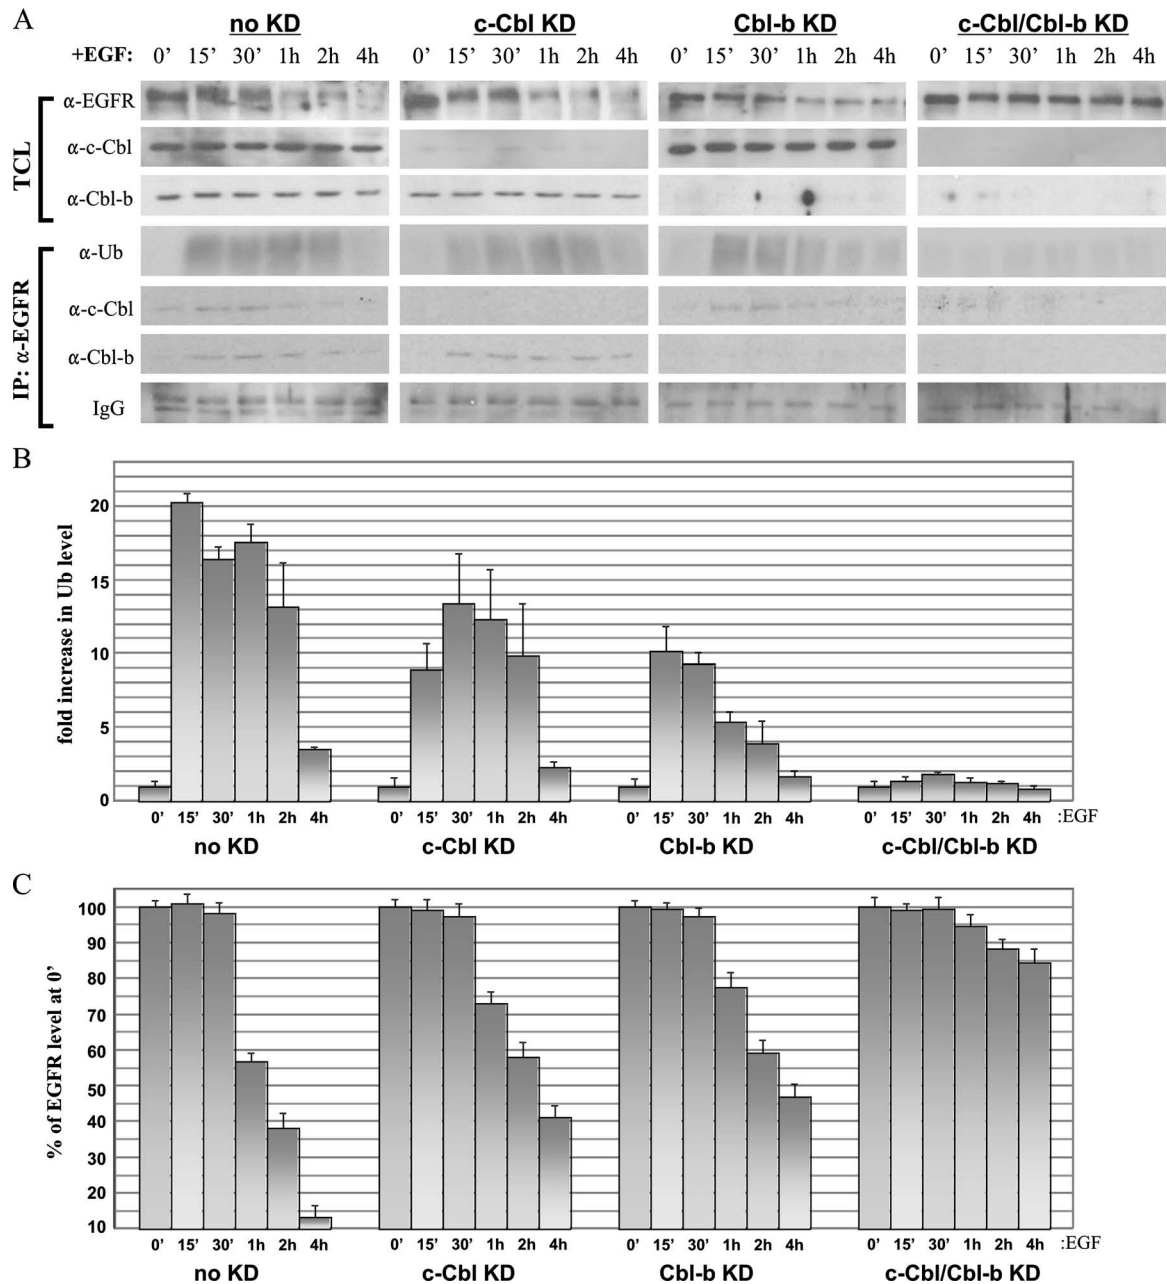 A
no KD c-Cbl KD Cbl-b KD c-Cbl/Cbl-b KD
+EGF: 0' 15' 30' 1h 2h 4h 0' 15' 30' 1h 2h 4h 0' 15' 30' 1h 2h 4h 0' 15' 30' 1h 2h 4h
TCL
α-EGFR
α-c-Cbl
α-Cbl-b
IP: α-EGFR
α-Ub
α-c-Cbl
α-Cbl-b
IgG
B
fold increase in Ub level
20
15
10
5
0
0' 15' 30' 1h 2h 4h 0' 15' 30' 1h 2h 4h 0' 15' 30' 1h 2h 4h 0' 15' 30' 1h 2h 4h :EGF
no KD c-Cbl KD Cbl-b KD c-Cbl/Cbl-b KD
C
% of EGFR level at 0'
100
90
80
70
60
50
40
30
20
10
0' 15' 30' 1h 2h 4h 0' 15' 30' 1h 2h 4h 0' 15' 30' 1h 2h 4h 0' 15' 30' 1h 2h 4h :EGF
no KD c-Cbl KD Cbl-b KD c-Cbl/Cbl-b KD